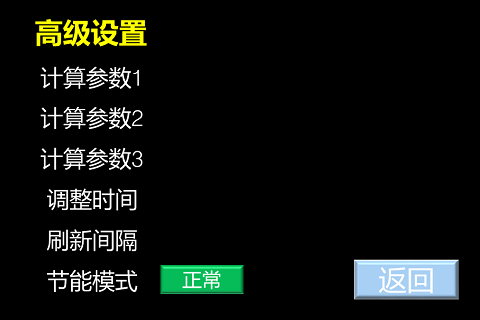 高级设置
计算参数1
计算参数2
计算参数3
调整时间
刷新间隔
节能模式 正常
返回